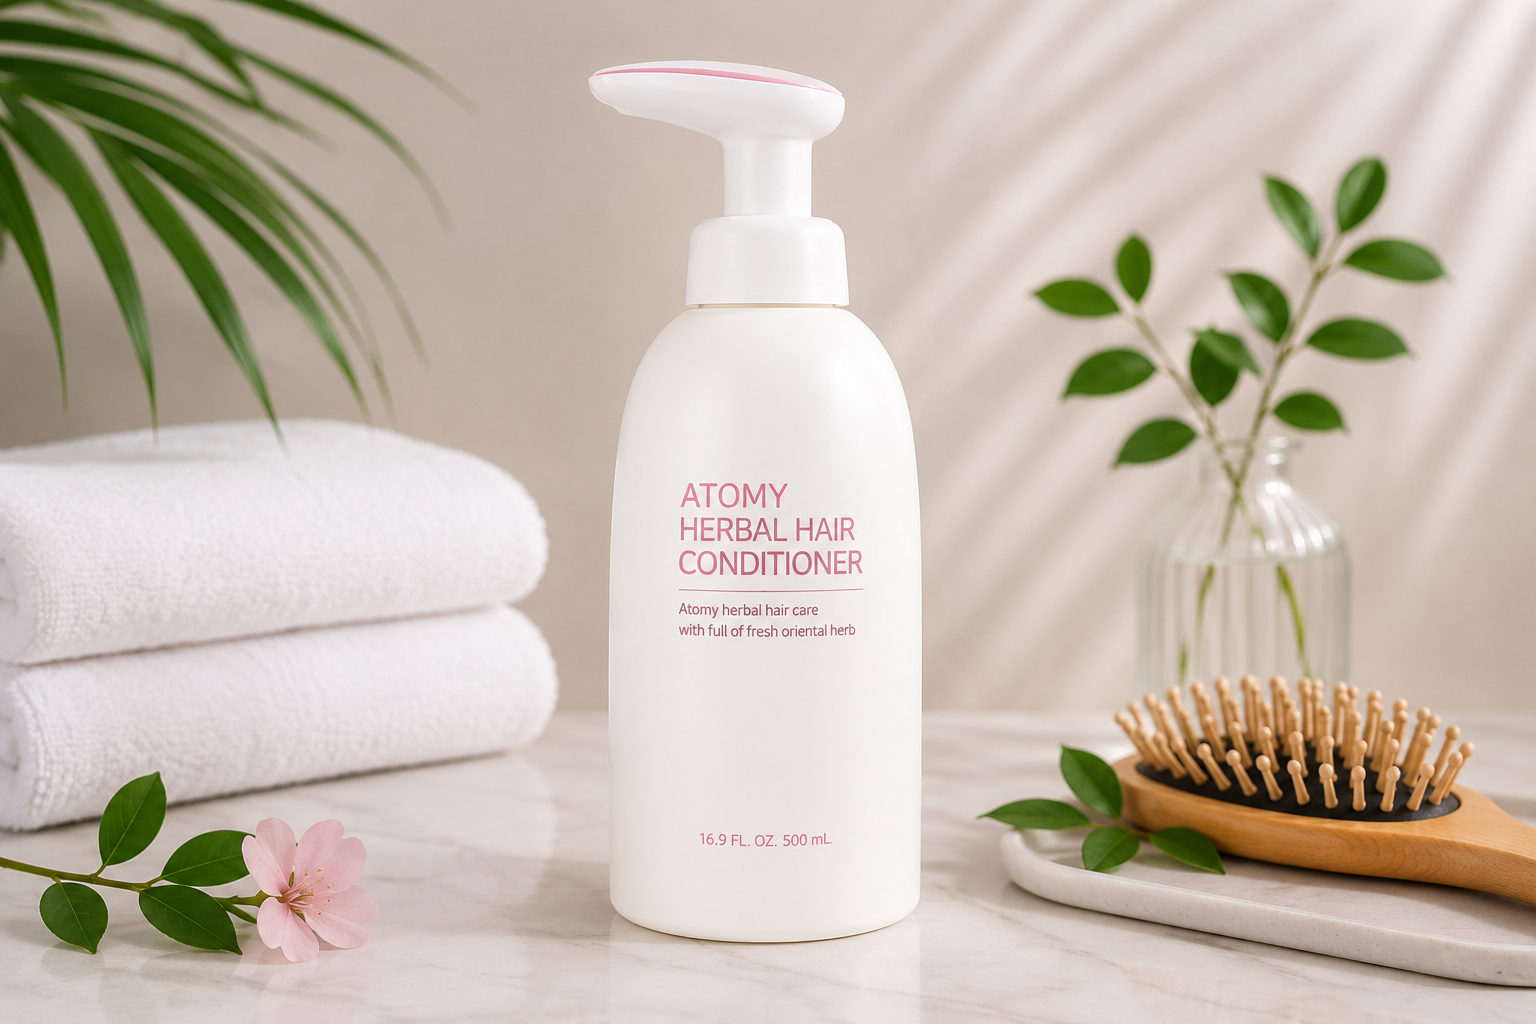 ATOMY
HERBAL HAIR
CONDITIONER
Atomy herbal hair care
with full of fresh oriental herb
16.9 FL. OZ. 500 mL